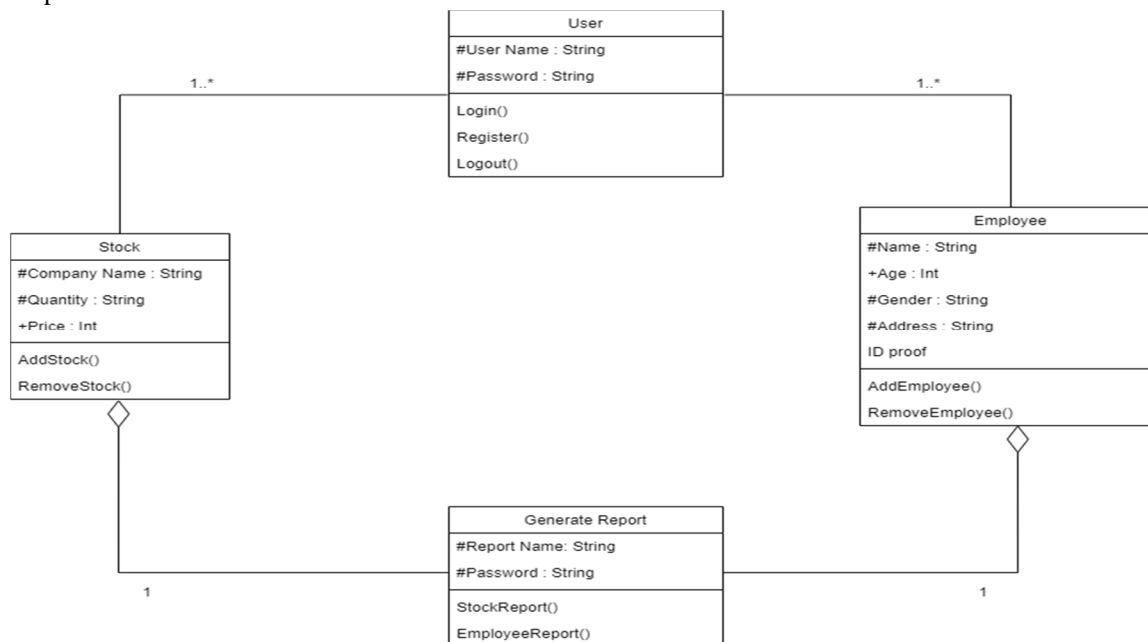 User
#User Name : String
#Password : String
Login()
Register()
Logout()
1..*
1..*
Stock
#Company Name : String
#Quantity : String
+Price : Int
AddStock()
RemoveStock()
Employee
#Name : String
+Age : Int
#Gender : String
#Address : String
ID proof
AddEmployee()
RemoveEmployee()
Generate Report
#Report Name: String
#Password : String
StockReport()
EmployeeReport()
1
1